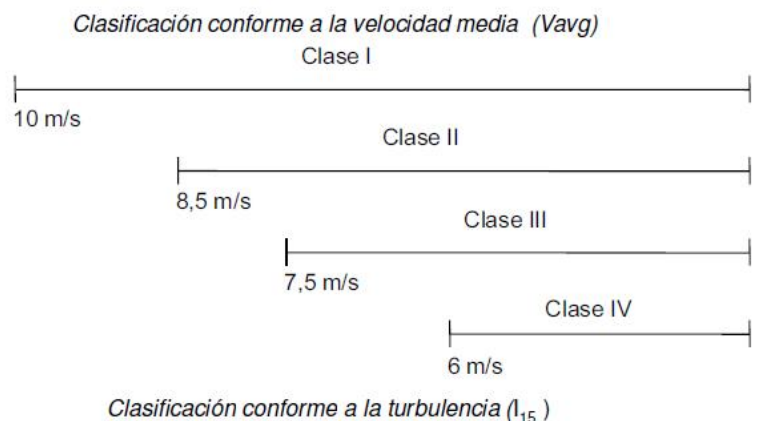 Clasificación conforme a la velocidad media (Vavg)
Clase I
10 m/s
Clase II
8,5 m/s
Clase III
7,5 m/s
Clase IV
6 m/s
Clasificación conforme a la turbulencia (I₁₅ )